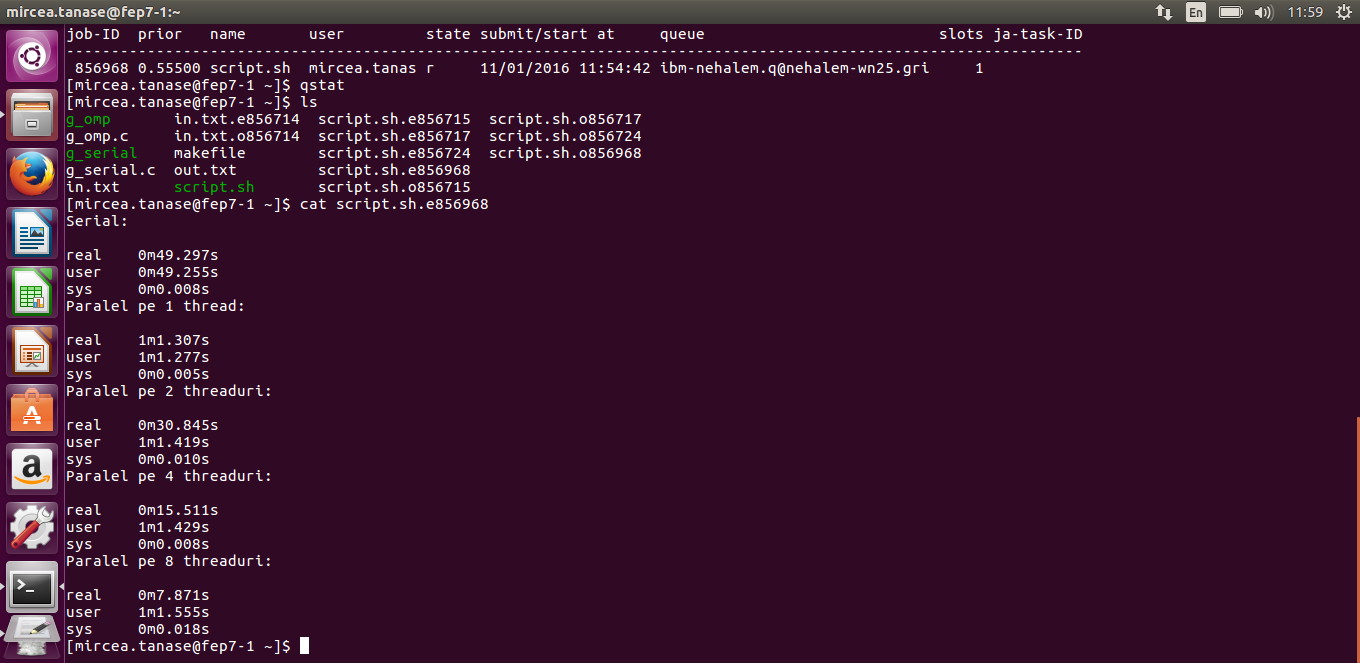 mircea.tanase@fep7-1:~ En 11:59
job-ID  prior   name       user         state submit/start at     queue                          slots ja-task-ID
-----------------------------------------------------------------------------------------------------------------
 856968 0.55500 script.sh  mircea.tanas r     11/01/2016 11:54:42 ibm-nehalem.q@nehalem-wn25.gri     1
[mircea.tanase@fep7-1 ~]$ qstat
[mircea.tanase@fep7-1 ~]$ ls
g_omp       in.txt.e856714  script.sh.e856715  script.sh.o856717
g_omp.c     in.txt.o856714  script.sh.e856717  script.sh.o856724
g_serial    makefile        script.sh.e856724  script.sh.o856968
g_serial.c  out.txt         script.sh.e856968
in.txt      script.sh       script.sh.o856715
[mircea.tanase@fep7-1 ~]$ cat script.sh.e856968
Serial:
real    0m49.297s
user    0m49.255s
sys     0m0.008s
Paralel pe 1 thread:
real    1m1.307s
user    1m1.277s
sys     0m0.005s
Paralel pe 2 threaduri:
real    0m30.845s
user    1m1.419s
sys     0m0.010s
Paralel pe 4 threaduri:
real    0m15.511s
user    1m1.429s
sys     0m0.008s
Paralel pe 8 threaduri:
real    0m7.871s
user    1m1.555s
sys     0m0.018s
[mircea.tanase@fep7-1 ~]$